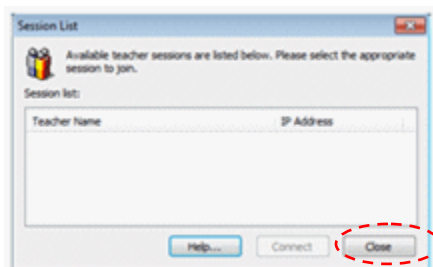 Session List
Available teacher sessions are listed below. Please select the appropriate
session to join.
Session list:
Teacher Name IP Address
Help... Connect Close